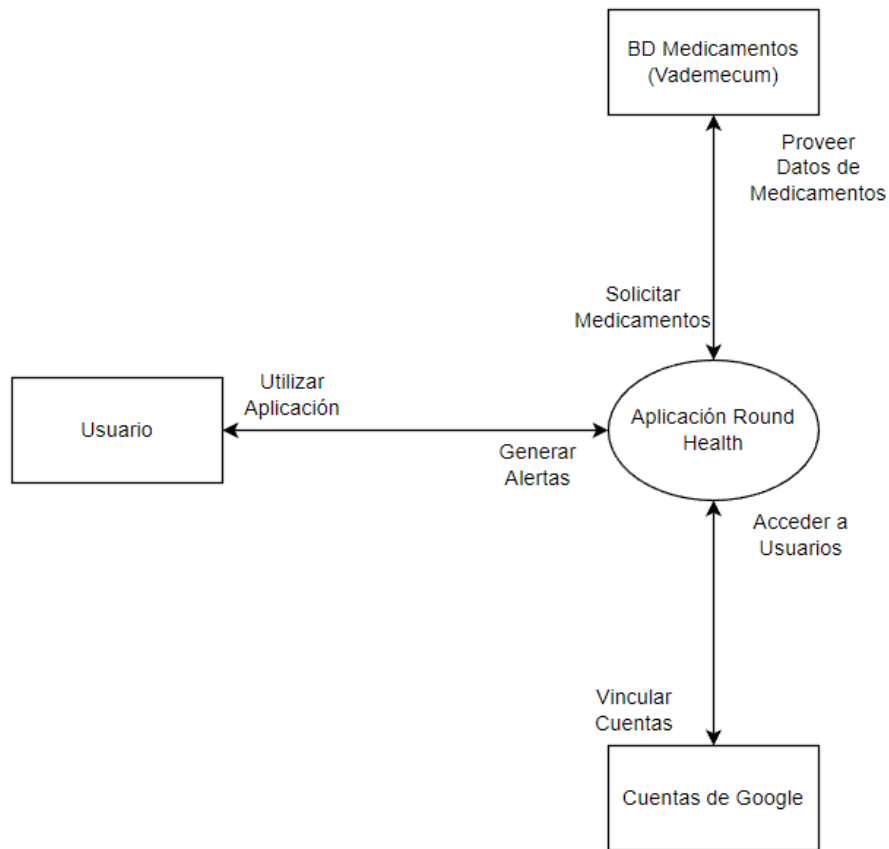 BD Medicamentos
(Vademecum)
Proveer
Datos de
Medicamentos
Solicitar
Medicamentos
Utilizar
Aplicación
Usuario
Generar
Alertas
Aplicación Round
Health
Acceder a
Usuarios
Vincular
Cuentas
Cuentas de Google